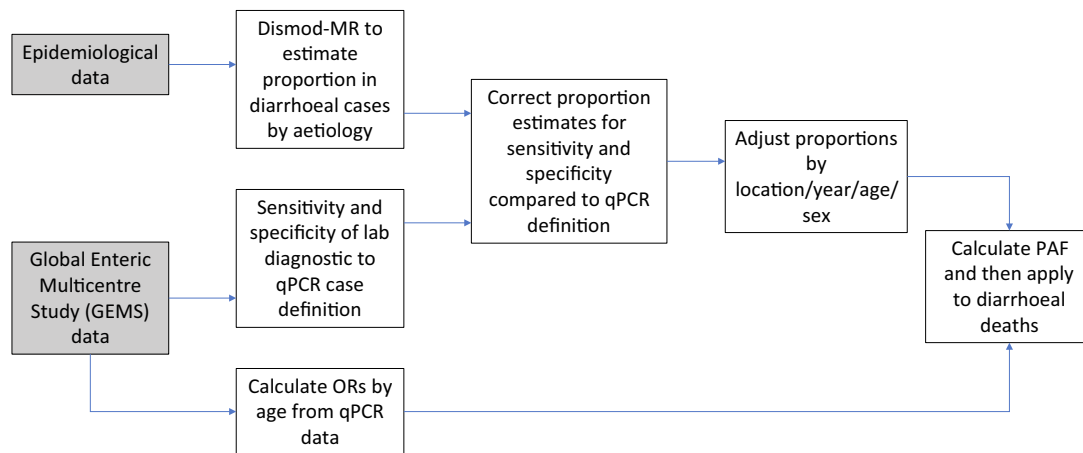 Epidemiological
data
Dismod-MR to
estimate
proportion in
diarrhoeal cases
by aetiology
Correct proportion
estimates for
sensitivity and
specificity
compared to qPCR
definition
Adjust proportions
by
location/year/age/
sex
Sensitivity and
specificity of lab
diagnostic to
qPCR case
definition
Global Enteric
Multicentre
Study (GEMS)
data
Calculate PAF
and then apply
to diarrhoeal
deaths
Calculate ORs by
age from qPCR
data